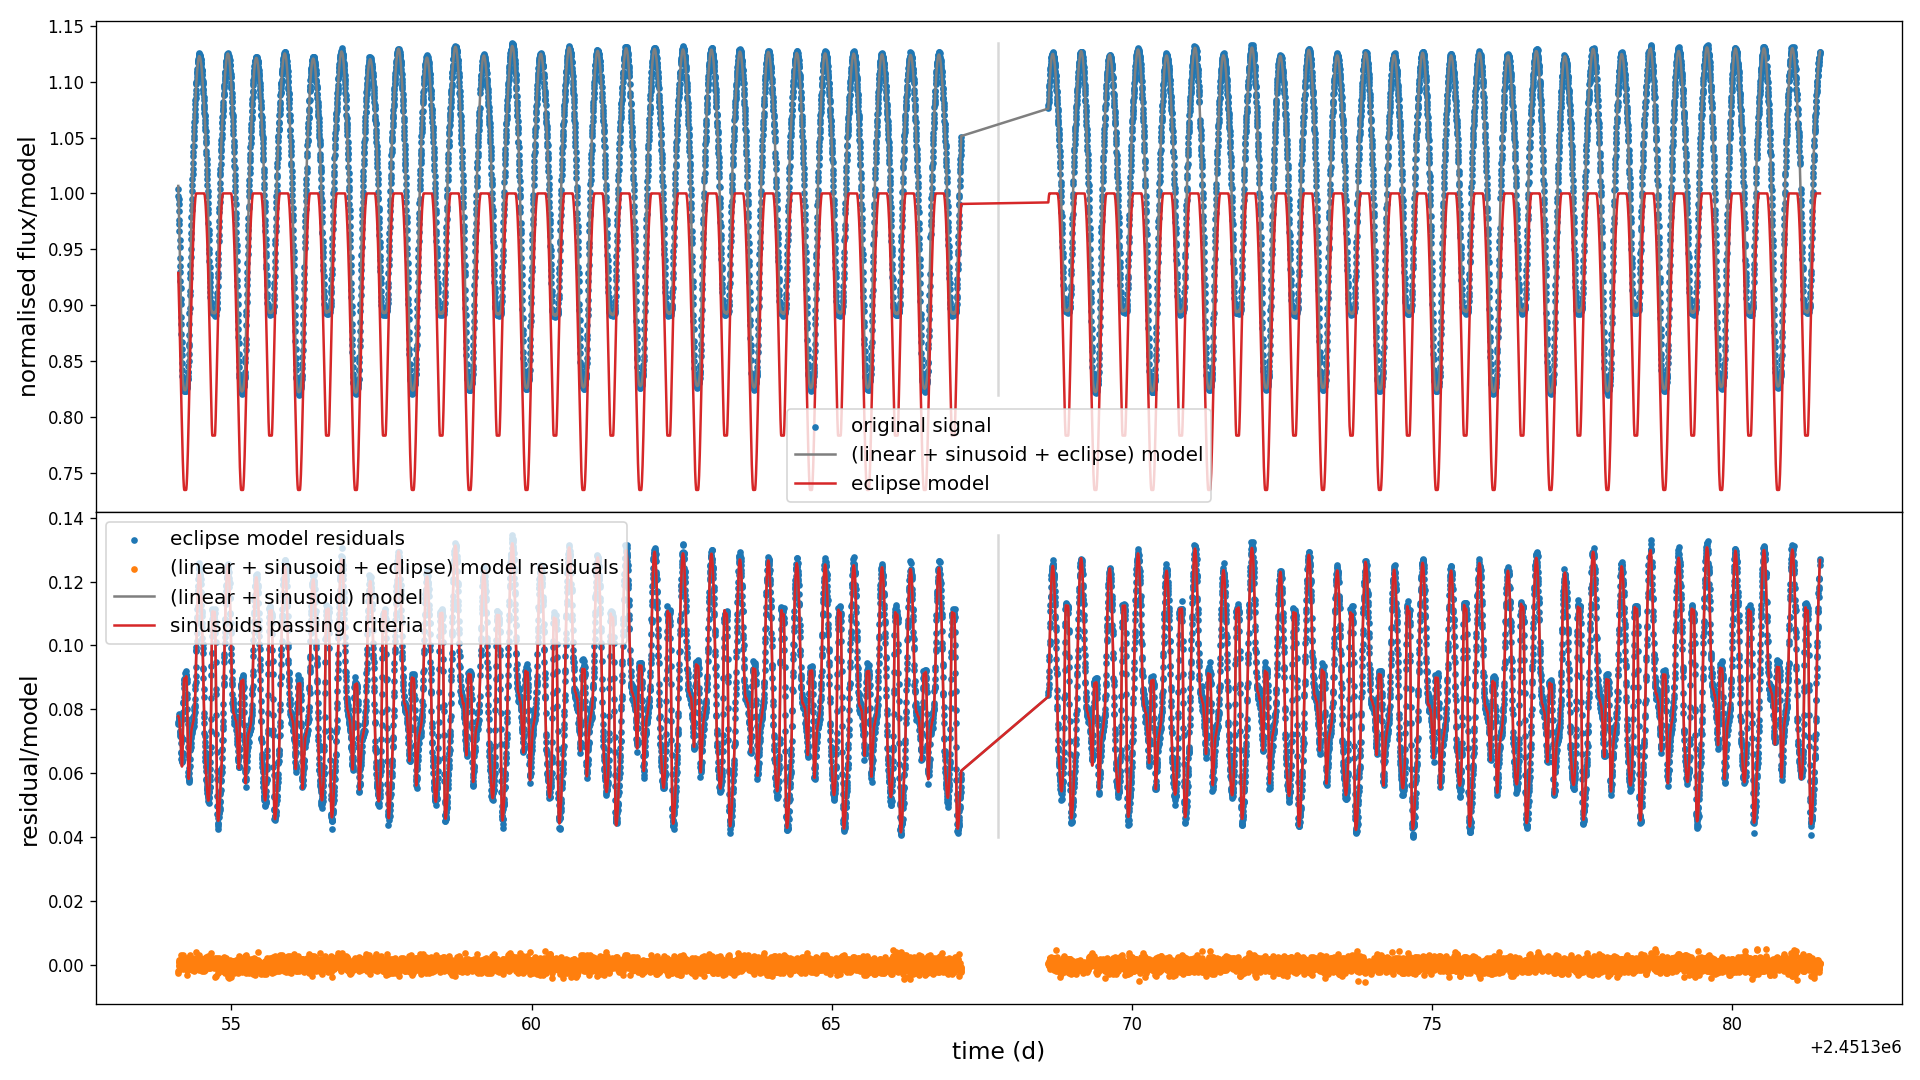 1.15
1.10
1.05
1.00
0.95
0.90
0.85
0.80
0.75
normalised flux/model
original signal
(linear + sinusoid + eclipse) model
eclipse model
0.14
0.12
0.10
0.08
0.06
0.04
0.02
0.00
residual/model
eclipse model residuals
(linear + sinusoid + eclipse) model residuals
(linear + sinusoid) model
sinusoids passing criteria
55 60 65 70 75 80
time (d)
+2.4513e6